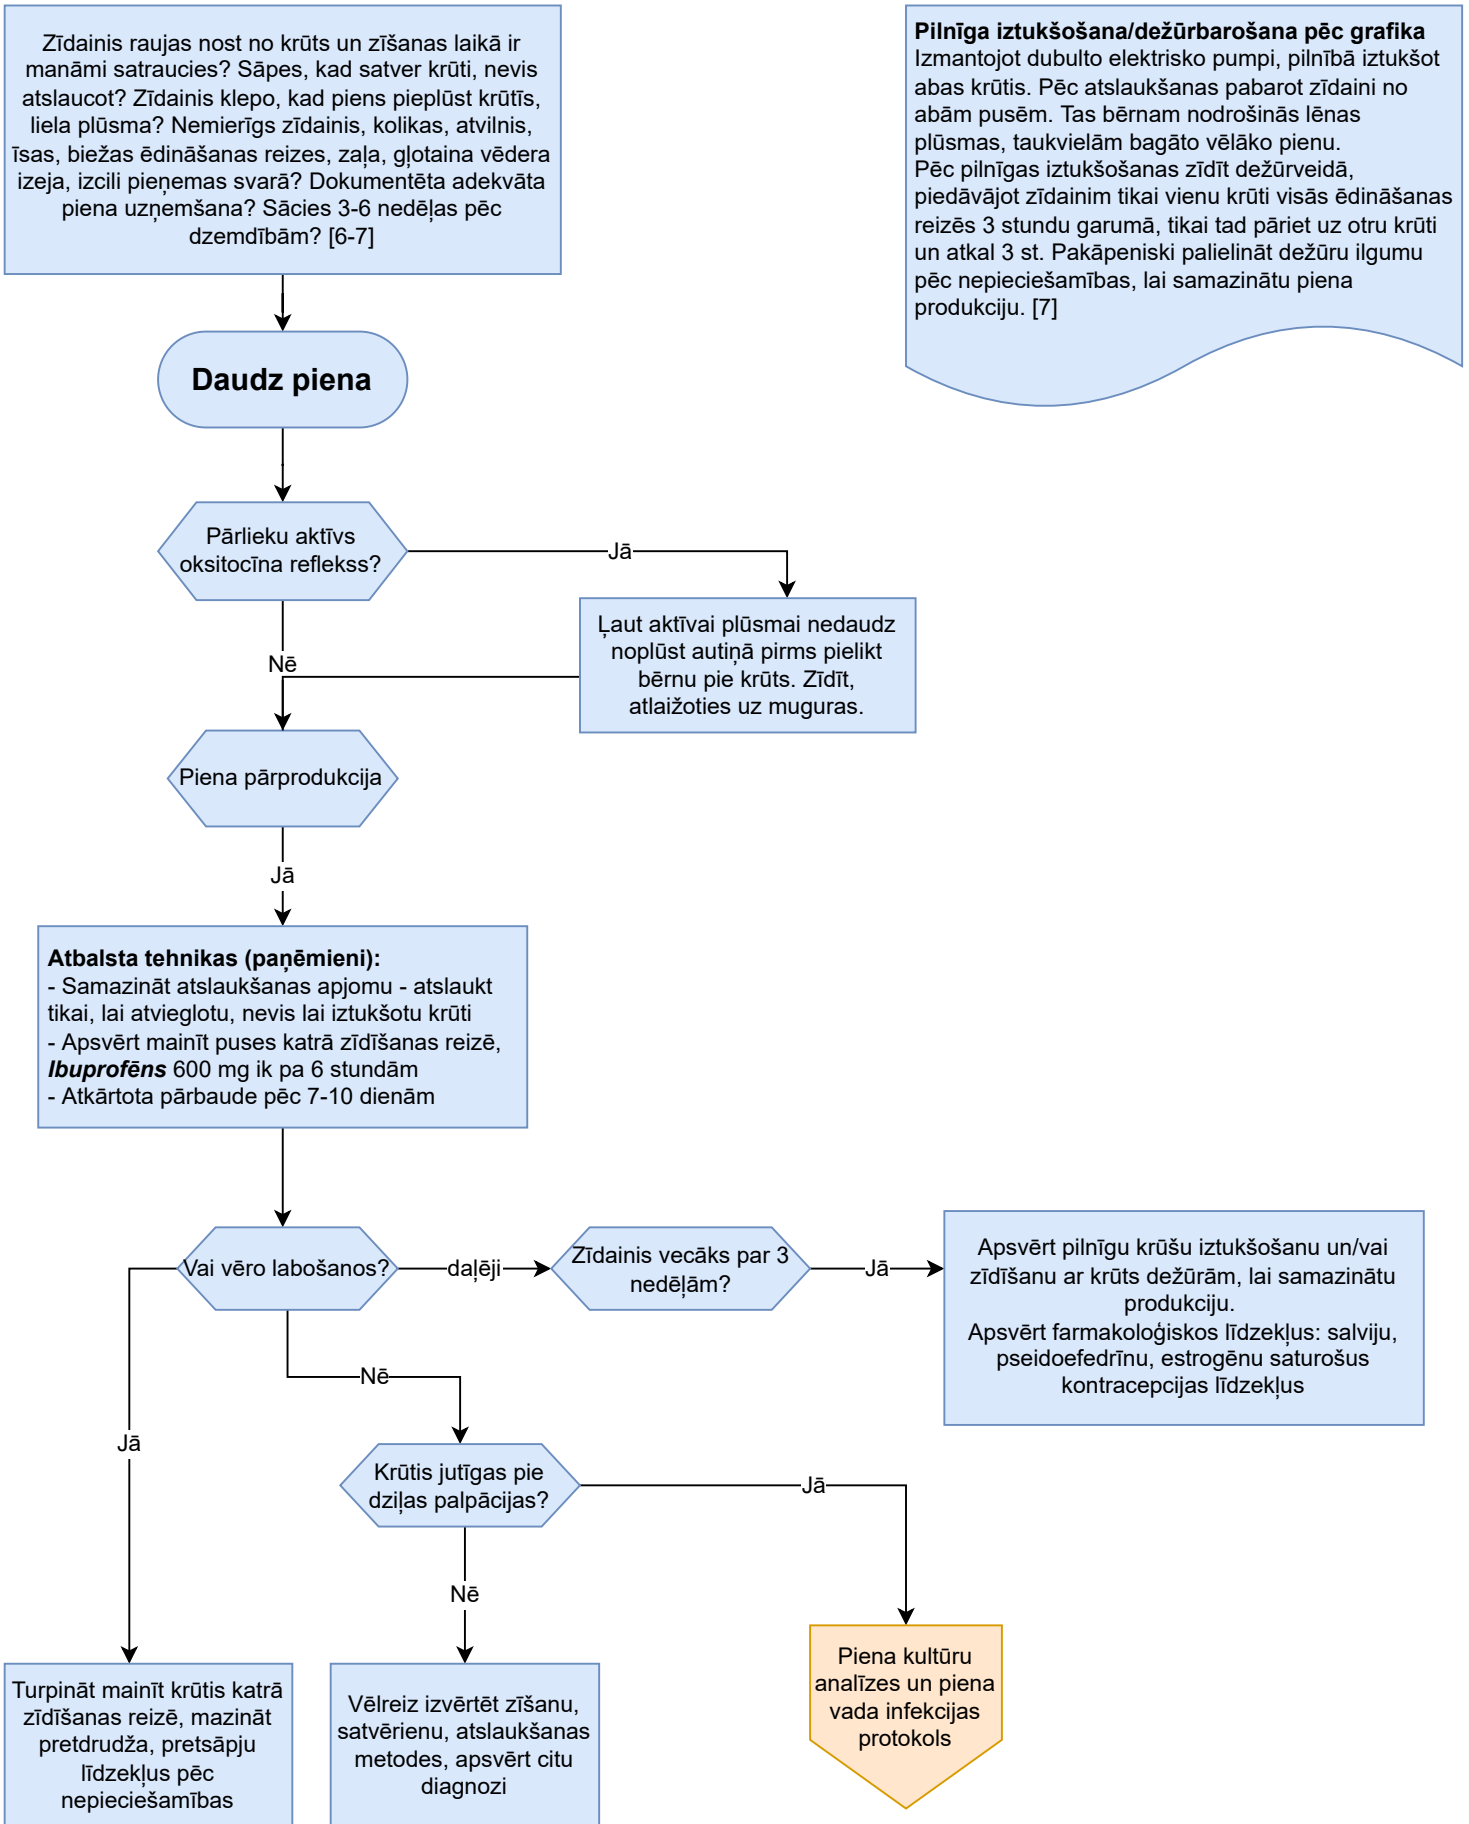 Zīdainis raujas nost no krūts un zīšanas laikā ir
manāmi satraucies? Sāpes, kad satver krūti, nevis
atslaucot? Zīdainis klepo, kad piens pieplūst krūtīs,
liela plūsma? Nemierīgs zīdainis, kolikas, atvilnis,
īsas, biežas ēdināšanas reizes, zaļa, gļotaina vēdera
izeja, izcili pieņemas svarā? Dokumentēta adekvāta
piena uzņemšana? Sācies 3-6 nedēļas pēc
dzemdībām? [6-7]
Pilnīga iztukšošana/dežūrbarošana pēc grafika
Izmantojot dubulto elektrisko pumpi, pilnībā iztukšot
abas krūtis. Pēc atslaukšanas pabarot zīdaini no
abām pusēm. Tas bērnam nodrošinās lēnas
plūsmas, taukvielām bagāto vēlāko pienu.
Pēc pilnīgas iztukšošanas zīdīt dežūrveidā,
piedāvājot zīdainim tikai vienu krūti visās ēdināšanas
reizēs 3 stundu garumā, tikai tad pāriet uz otru krūti
un atkal 3 st. Pakāpeniski palielināt dežūru ilgumu
pēc nepieciešamības, lai samazinātu piena
produkciju. [7]
Daudz piena
Pārlieku aktīvs
oksitocīna reflekss?
Jā
Ļaut aktīvai plūsmai nedaudz
noplūst autiņā pirms pielikt
bērnu pie krūts. Zīdīt,
atlaižoties uz muguras.
Nē
Piena pārprodukcija
Jā
Atbalsta tehnikas (paņēmieni):
- Samazināt atslaukšanas apjomu - atslaukt
tikai, lai atvieglotu, nevis lai iztukšotu krūti
- Apsvērt mainīt puses katrā zīdīšanas reizē,
Ibuprofēns 600 mg ik pa 6 stundām
- Atkārtota pārbaude pēc 7-10 dienām
Vai vēro labošanos?
daļēji
Zīdainis vecāks par 3
nedēļām?
Jā
Apsvērt pilnīgu krūšu iztukšošanu un/vai
zīdīšanu ar krūts dežūrām, lai samazinātu
produkciju.
Apsvērt farmakoloģiskos līdzekļus: salviju,
pseidoefedrīnu, estrogēnu saturošus
kontracepcijas līdzekļus
Nē
Jā
Krūtis jutīgas pie
dziļas palpācijas?
Jā
Nē
Turpināt mainīt krūtis katrā
zīdīšanas reizē, mazināt
pretdrudža, pretsāpju
līdzekļus pēc
nepieciešamības
Vēlreiz izvērtēt zīšanu,
satvērienu, atslaukšanas
metodes, apsvērt citu
diagnozi
Piena kultūru
analīzes un piena
vada infekcijas
protokols